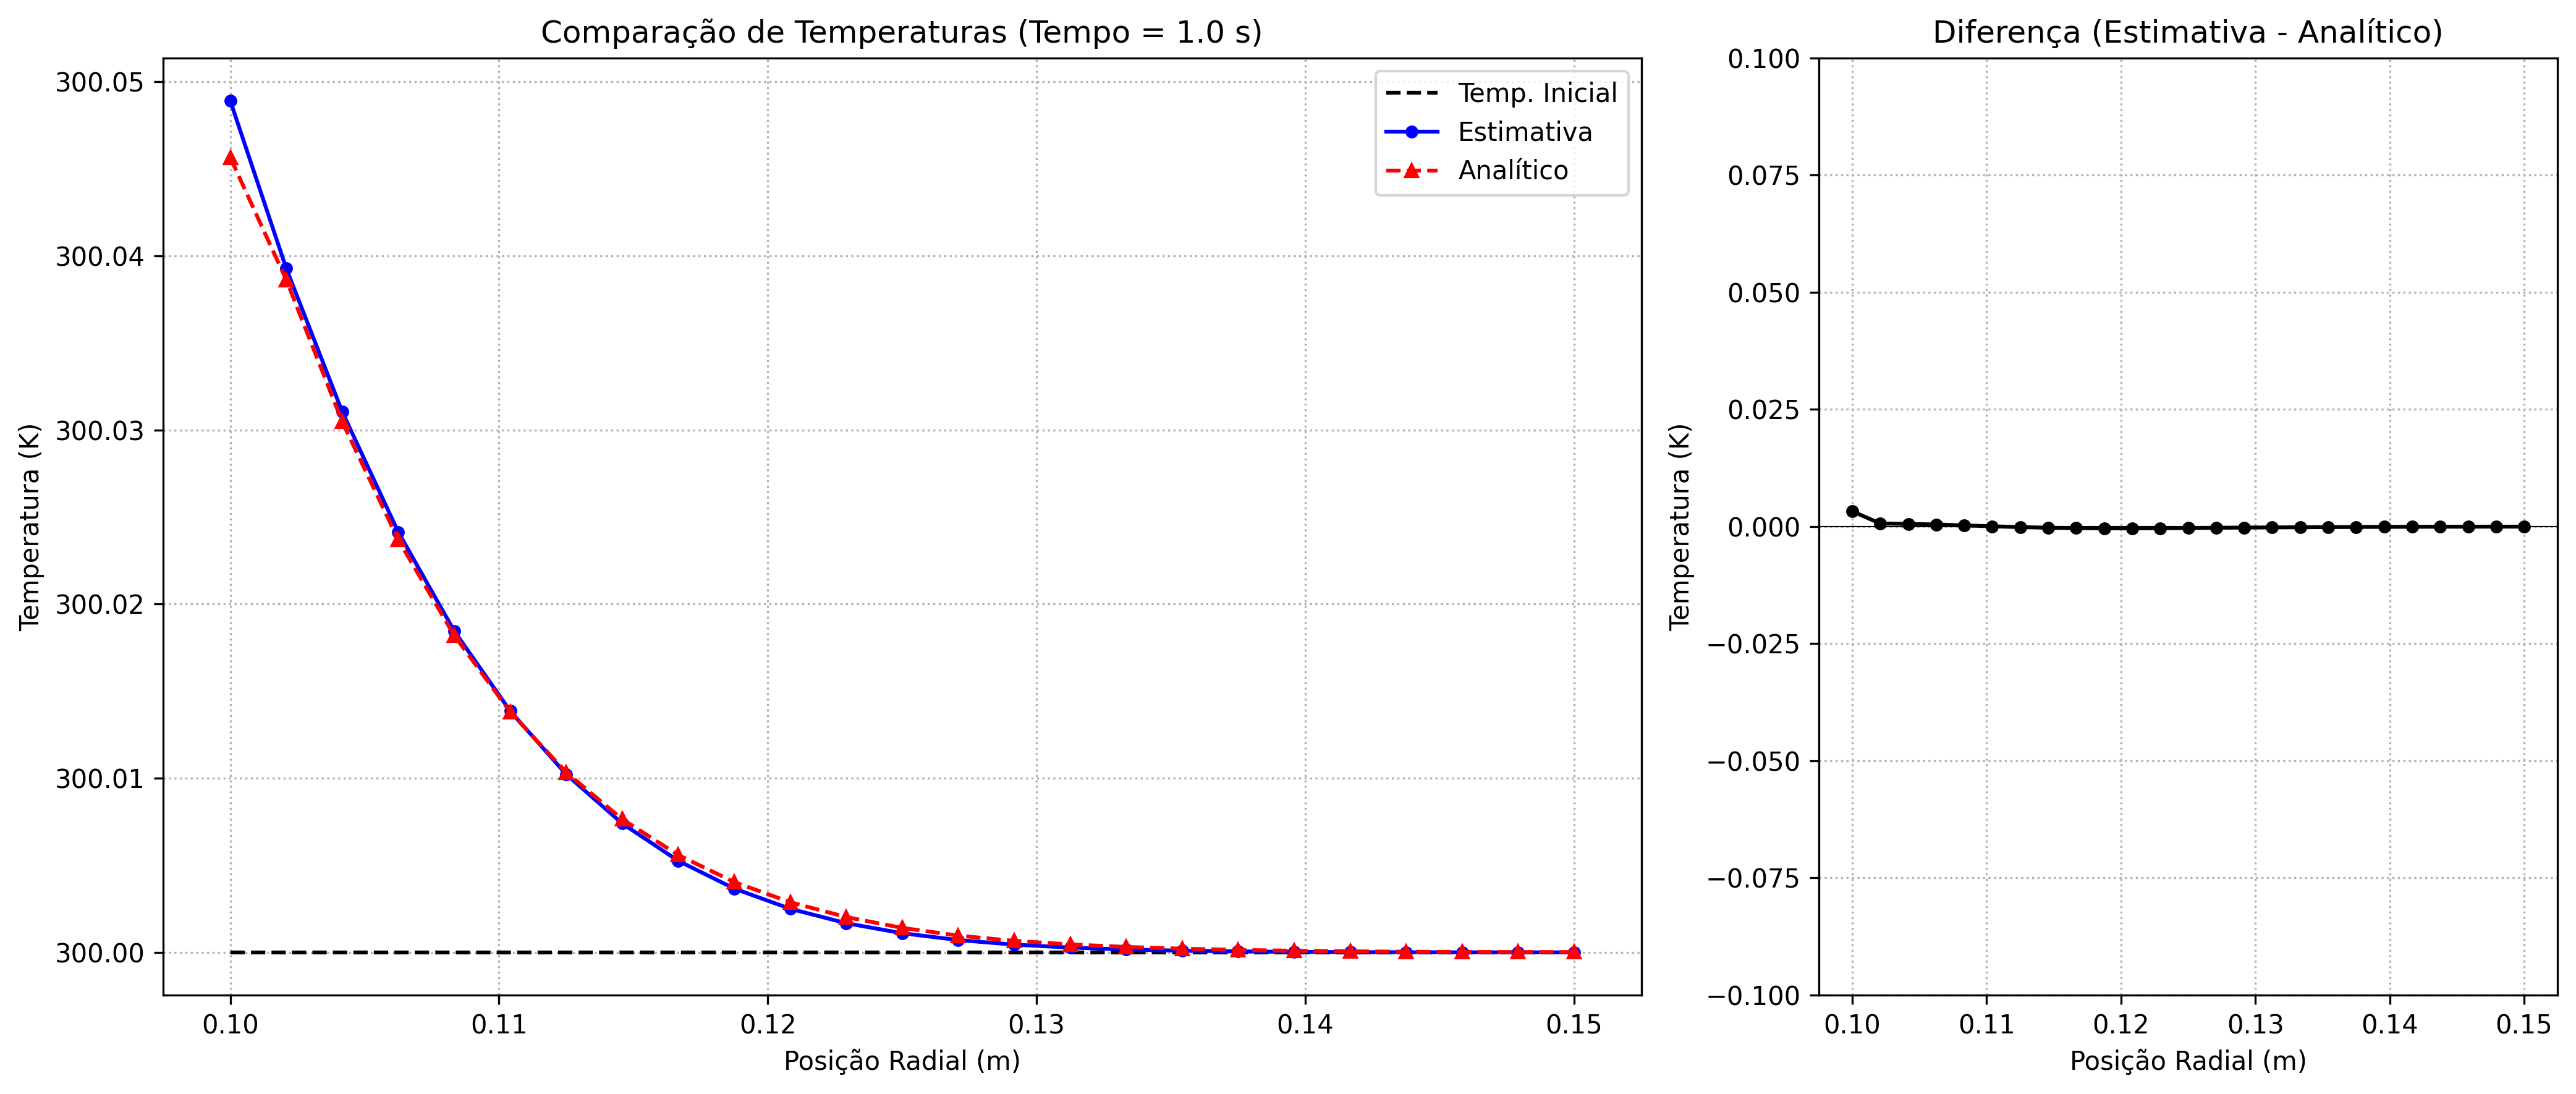 Comparação de Temperaturas (Tempo = 1.0 s)
300.05
300.04
300.03
300.02
300.01
300.00
Temperatura (K)
Temp. Inicial
Estimativa
Analítico
0.10 0.11 0.12 0.13 0.14 0.15
Posição Radial (m)
Diferença (Estimativa - Analítico)
0.100
0.075
0.050
0.025
0.000
−0.025
−0.050
−0.075
−0.100
Temperatura (K)
0.10 0.11 0.12 0.13 0.14 0.15
Posição Radial (m)